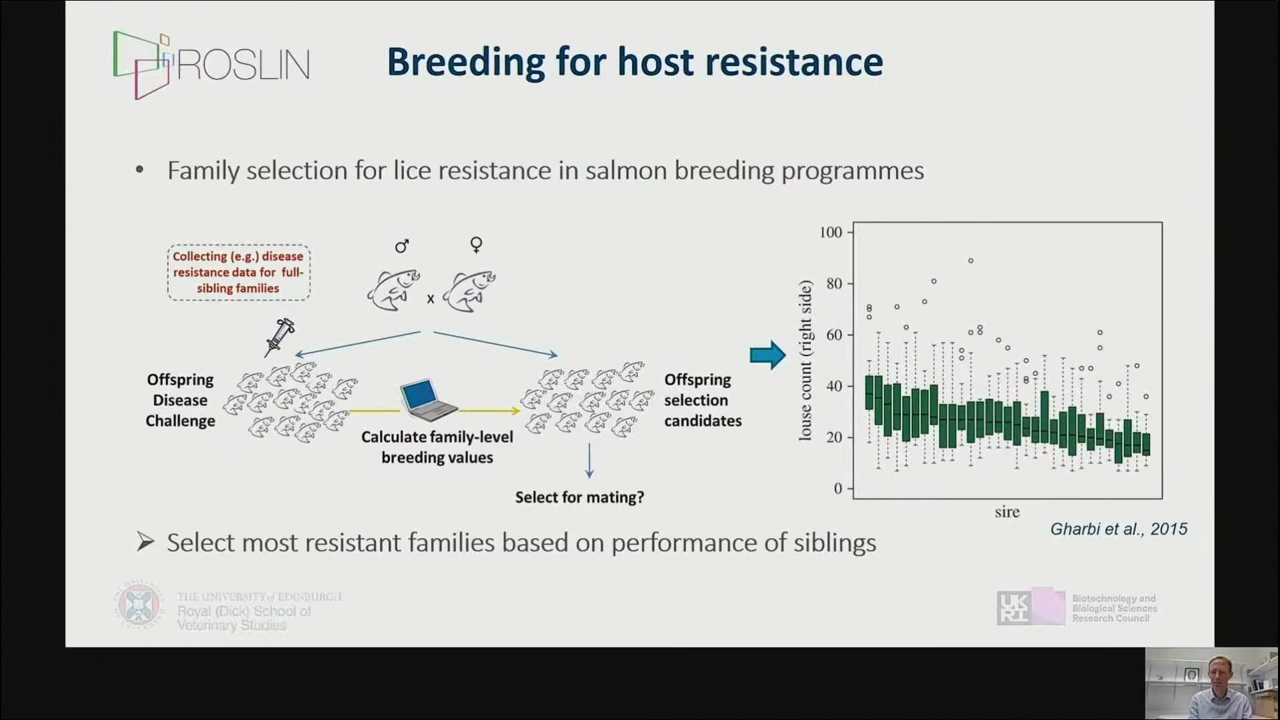 ROSLIN
Breeding for host resistance
• Family selection for lice resistance in salmon breeding programmes
Collecting (e.g.) disease
resistance data for full-
sibling families
♂ ♀
x
Offspring
Disease
Challenge
Calculate family-level
breeding values
Offspring
selection
candidates
Select for mating?
louse count (right side)
100
80
60
40
20
0
sire
Gharbi et al., 2015
➢ Select most resistant families based on performance of siblings
THE UNIVERSITY of EDINBURGH
Royal (Dick) School of
Veterinary Studies
UK
RI
Biotechnology and
Biological Sciences
Research Council